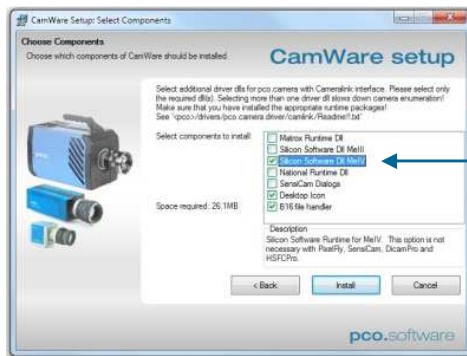 CamWare Setup: Select Components
Choose Components
Choose which components of CamWare should be installed.
CamWare setup
Select additional driver dlls for pco.camera with Cameralink interface. Please select only
the required dll(s). Selecting more than one driver dll slows down camera enumeration!
Make sure that you have installed the appropriate runtime packages!
See '<pco>/drivers/pco.camera.driver/camlink/Readme!!.txt'
Select components to install:
Matrox Runtime Dll
Silicon Software Dll MeIII
Silicon Software Dll MeIV
National Runtime Dll
SensiCam Dialogs
Desktop Icon
B16 file handler
Space required: 26.1MB
Description
Silicon Software Runtime for MeIV. This option is not
necessary with PixelFly, SensiCam, DicamPro and
HSFCPro.
< Back
Install
Cancel
pco.software